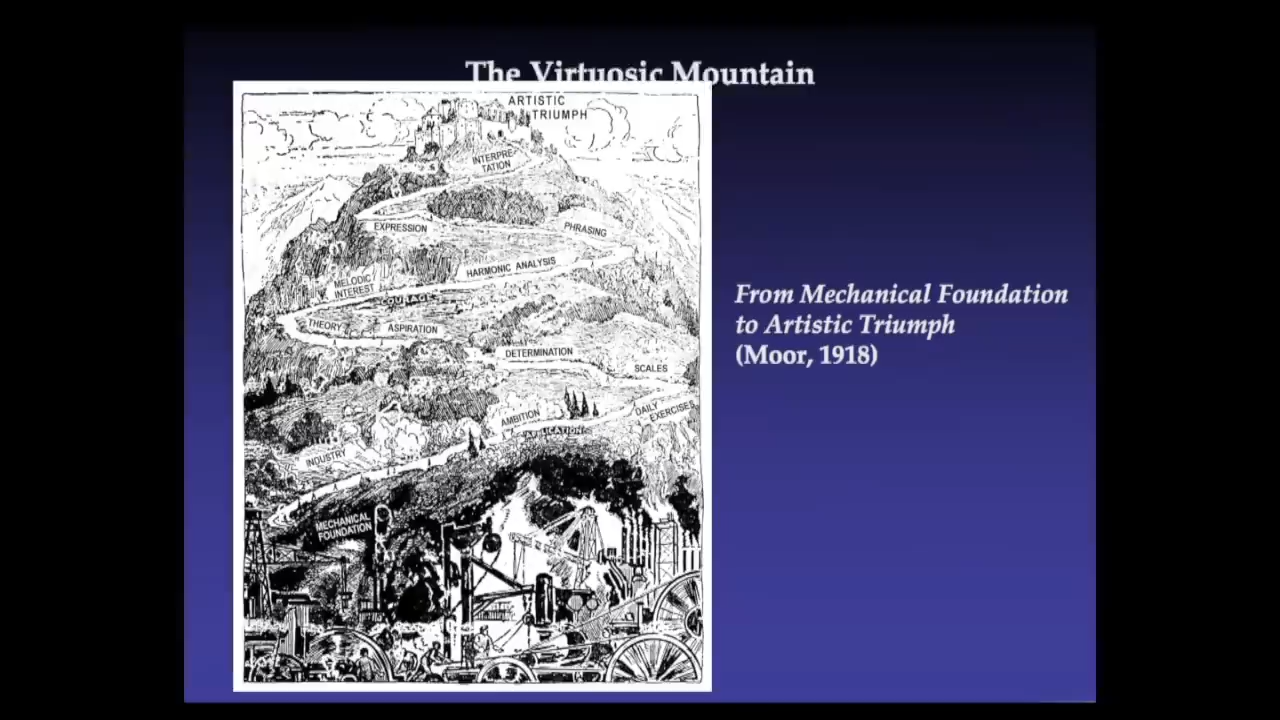 The Virtuosic Mountain
ARTISTIC
TRIUMPH
INTERPRE-
TATION
EXPRESSION
PHRASING
HARMONIC ANALYSIS
MELODIC
INTEREST
COURAGE
THEORY
ASPIRATION
DETERMINATION
SCALES
DAILY
EXERCISES
AMBITION
APPLICATION
INDUSTRY
MECHANICAL
FOUNDATION
From Mechanical Foundation
to Artistic Triumph
(Moor, 1918)